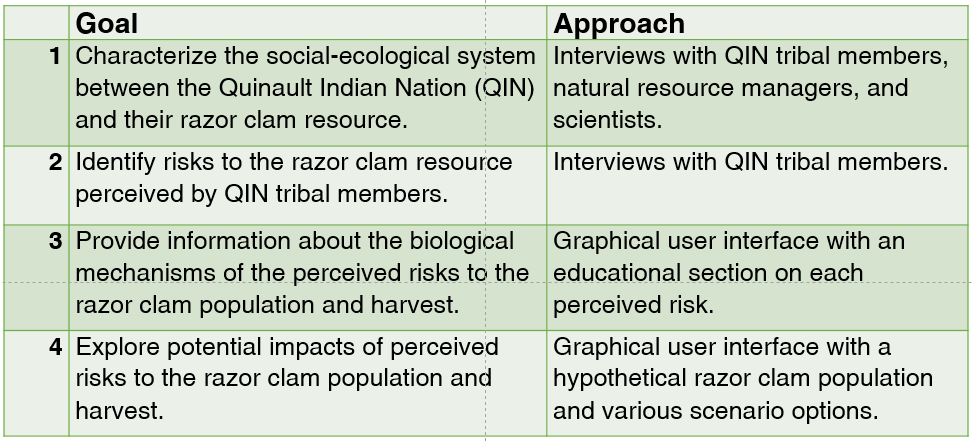 Goal Approach
1 Characterize the social-ecological system Interviews with QIN tribal members,
between the Quinault Indian Nation (QIN) natural resource managers, and
and their razor clam resource. scientists.
2 Identify risks to the razor clam resource Interviews with QIN tribal members.
perceived by QIN tribal members.
3 Provide information about the biological Graphical user interface with an
mechanisms of the perceived risks to the educational section on each
razor clam population and harvest. perceived risk.
4 Explore potential impacts of perceived Graphical user interface with a
risks to the razor clam population and hypothetical razor clam population
harvest. and various scenario options.